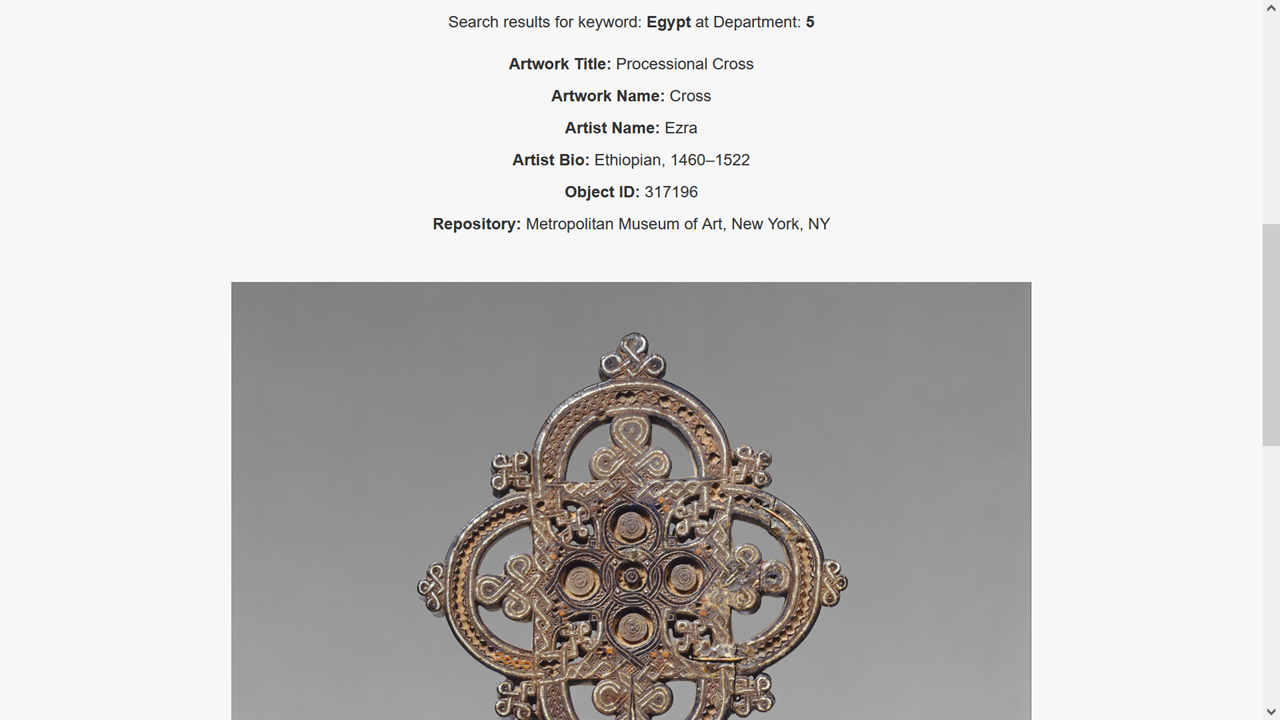 Search results for keyword: Egypt at Department: 5
Artwork Title: Processional Cross
Artwork Name: Cross
Artist Name: Ezra
Artist Bio: Ethiopian, 1460–1522
Object ID: 317196
Repository: Metropolitan Museum of Art, New York, NY